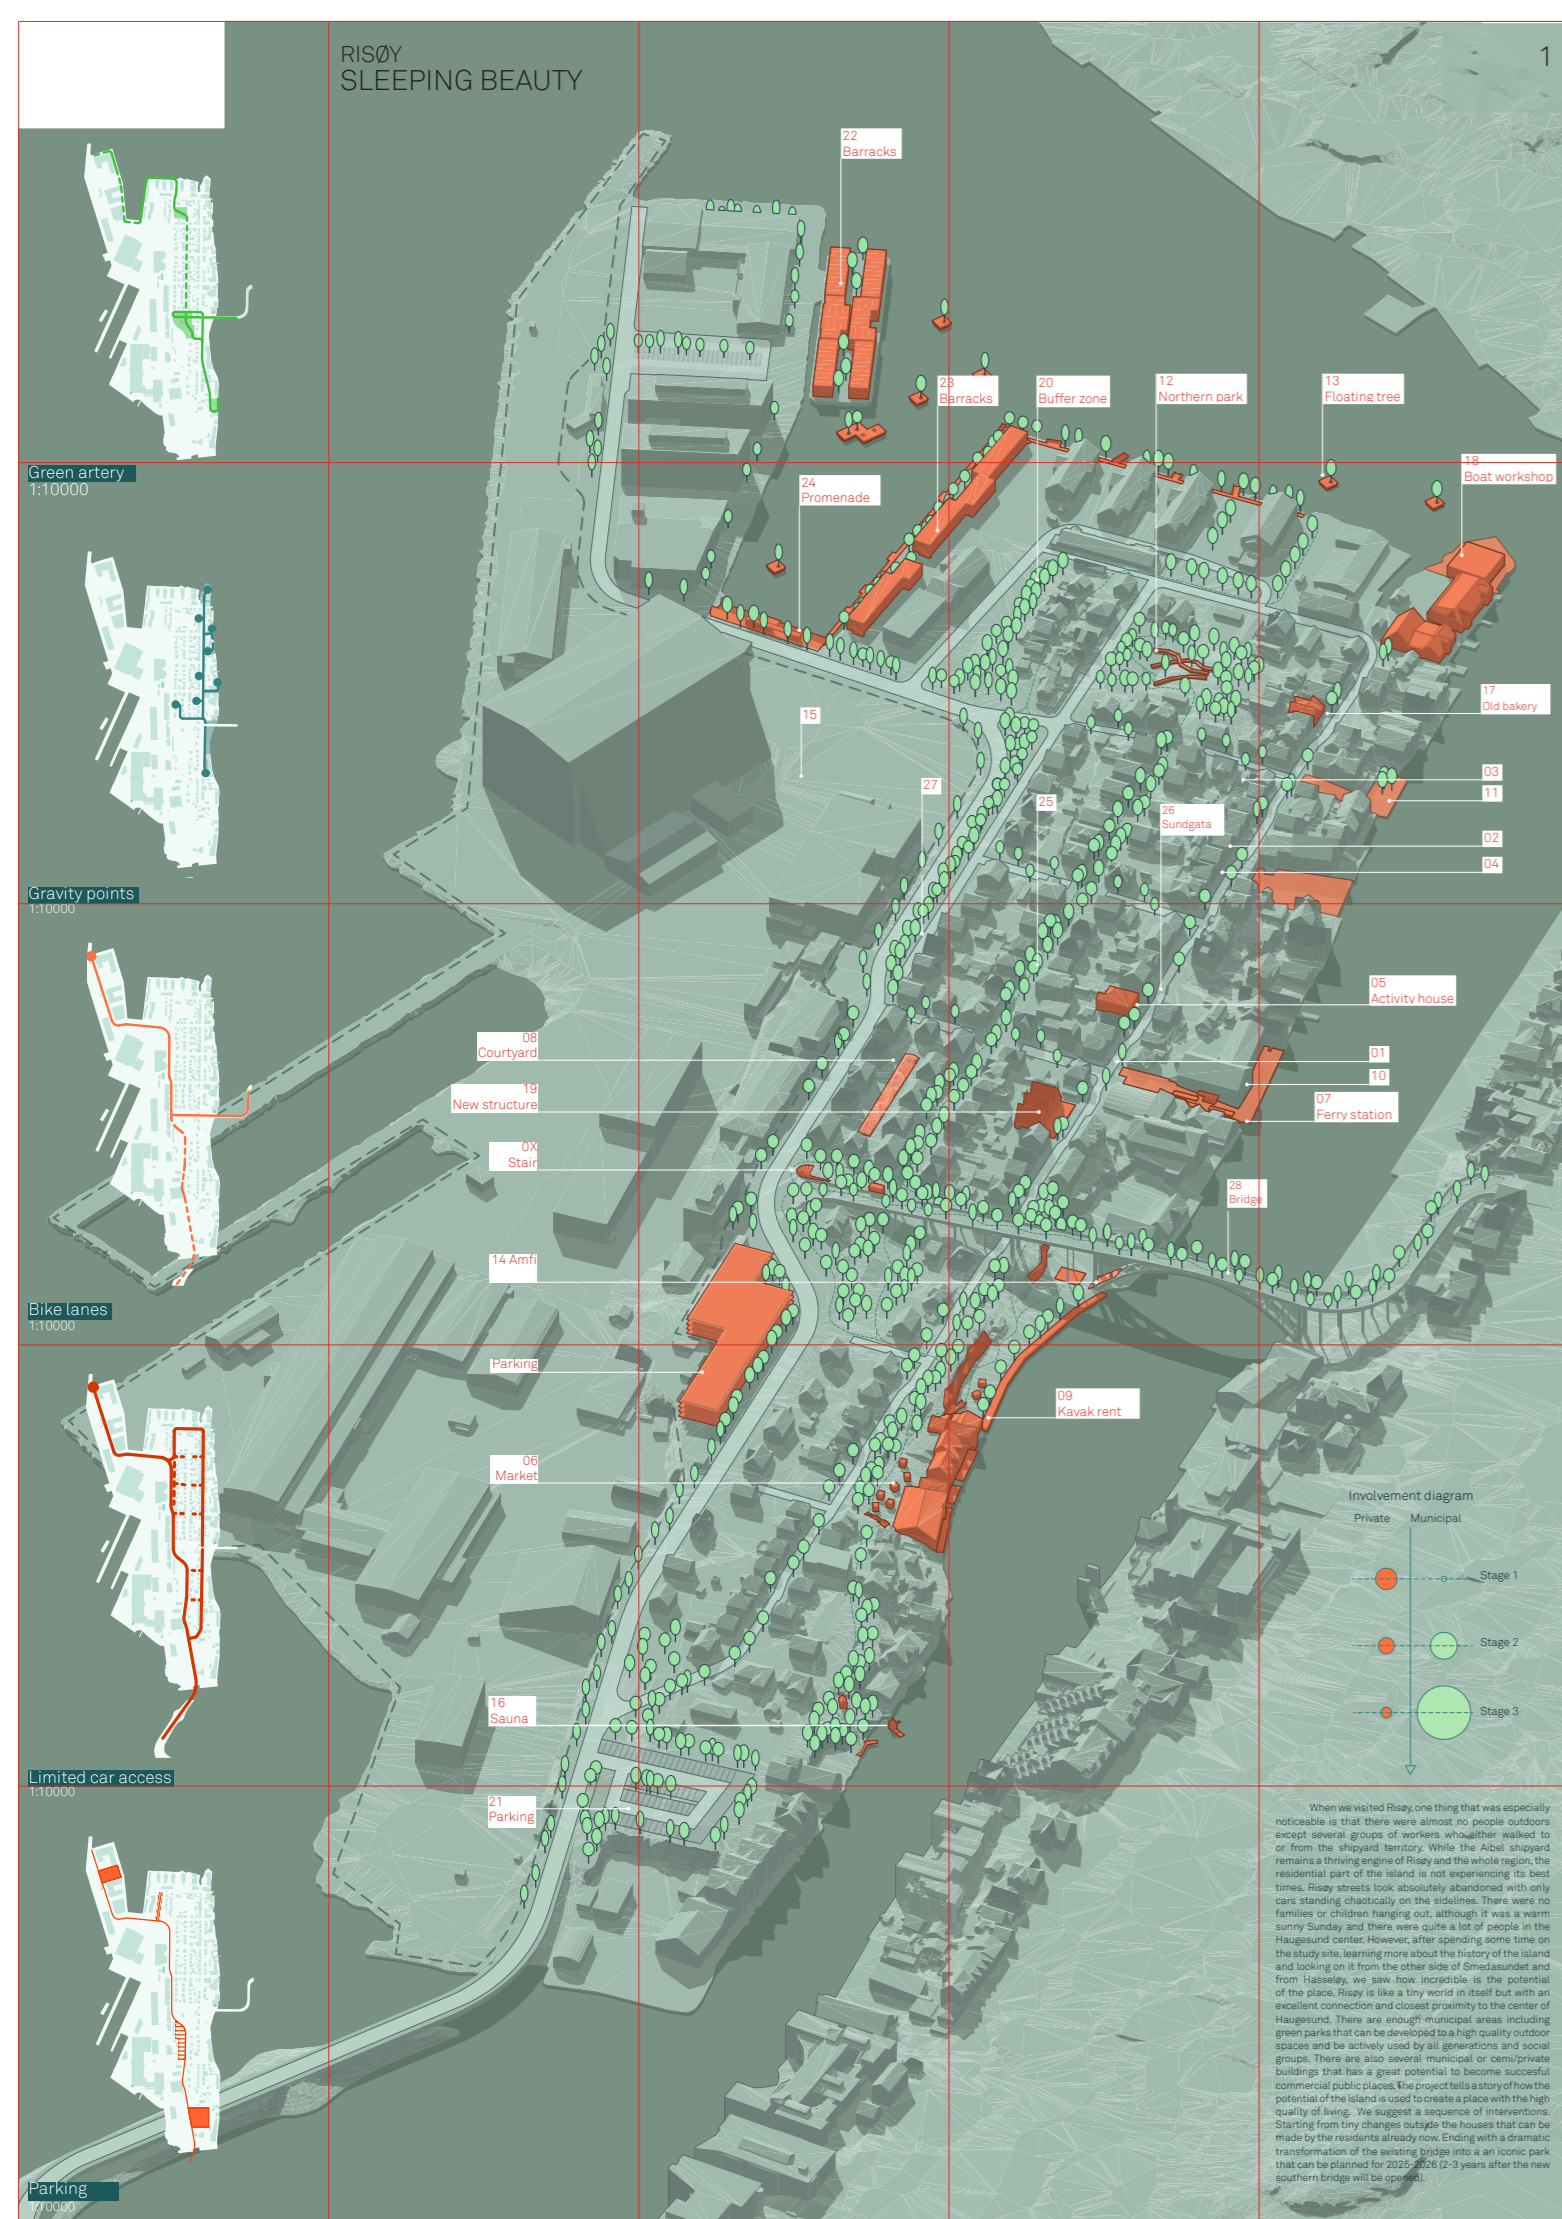 RISØY
SLEEPING BEAUTY
1
22
Barracks
23
Barracks
20
Buffer zone
12
Northern park
13
Floating tree
18
Boat workshop
24
Promenade
17
Old bakery
15
27
25
26
Sundgata
03
11
02
04
05
Activity house
08
Courtyard
01
10
19
New structure
07
Ferry station
0X
Stair
28
Bridge
14 Amfi
Parking
09
Kayak rent
06
Market
16
Sauna
21
Parking
Green artery
1:10000
Gravity points
1:10000
Bike lanes
1:10000
Limited car access
1:10000
Parking
1:10000
Involvement diagram
Private Municipal
Stage 1
Stage 2
Stage 3
When we visited Risøy, one thing that was especially
noticeable is that there were almost no people outdoors
except several groups of workers who either walked to
or from the shipyard territory. While the Aibel shipyard
remains a thriving engine of Risøy and the whole region, the
residential part of the island is not experiencing its best
times. Risøy streets look absolutely abandoned with only
cars standing chaotically on the sidelines. There were no
families or children hanging out, although it was a warm
sunny Sunday and there were quite a lot of people in the
Haugesund center. However, after spending some time on
the study site, learning more about the history of the island
and looking on it from the other side of Smedasundet and
from Hasseløy, we saw how incredible is the potential
of the place. Risøy is like a tiny world in itself but with an
excellent connection and closest proximity to the center of
Haugesund. There are enough municipal areas including
green parks that can be developed to a high quality outdoor
spaces and be actively used by all generations and social
groups. There are also several municipal or cemi/private
buildings that has a great potential to become succesful
commercial public places. The project tells a story of how the
potential of the island is used to create a place with the high
quality of living. We suggest a sequence of interventions.
Starting from tiny changes outside the houses that can be
made by the residents already now. Ending with a dramatic
transformation of the existing bridge into a an iconic park
that can be planned for 2025-2026 (2-3 years after the new
southern bridge will be opened).